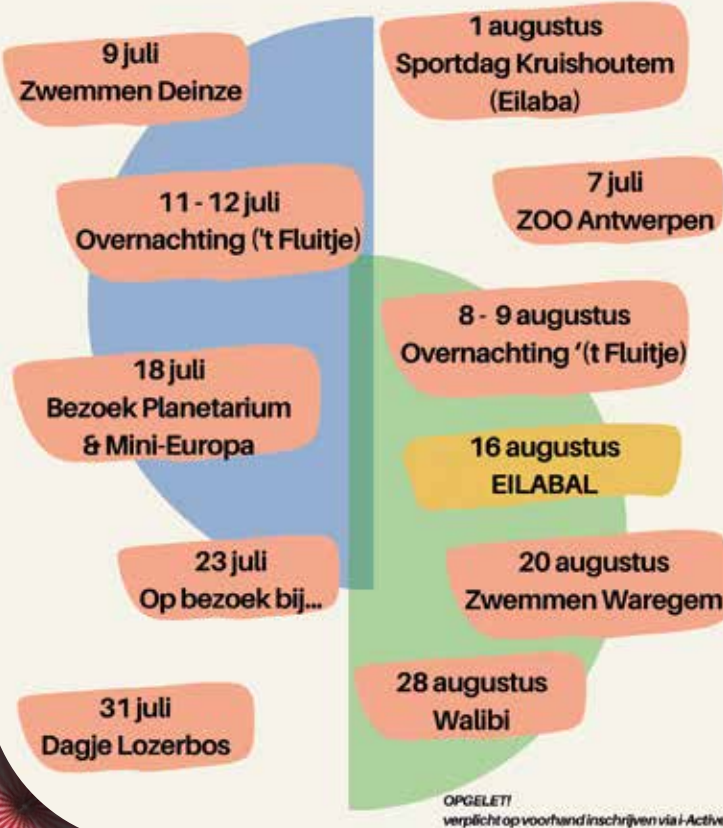 9 juli
Zwemmen Deinze
11 - 12 juli
Overnachting ('t Fluitje)
18 juli
Bezoek Planetarium
& Mini-Europa
23 juli
Op bezoek bij...
31 juli
Dagje Lozerbos
1 augustus
Sportdag Kruishoutem
(Eilaba)
7 juli
ZOO Antwerpen
8 - 9 augustus
Overnachting ‘(t Fluitje)
16 augustus
EILABAL
20 augustus
Zwemmen Waregem
28 augustus
Walibi
OPGELET!
verplicht op voorhand inschrijven via i-Active